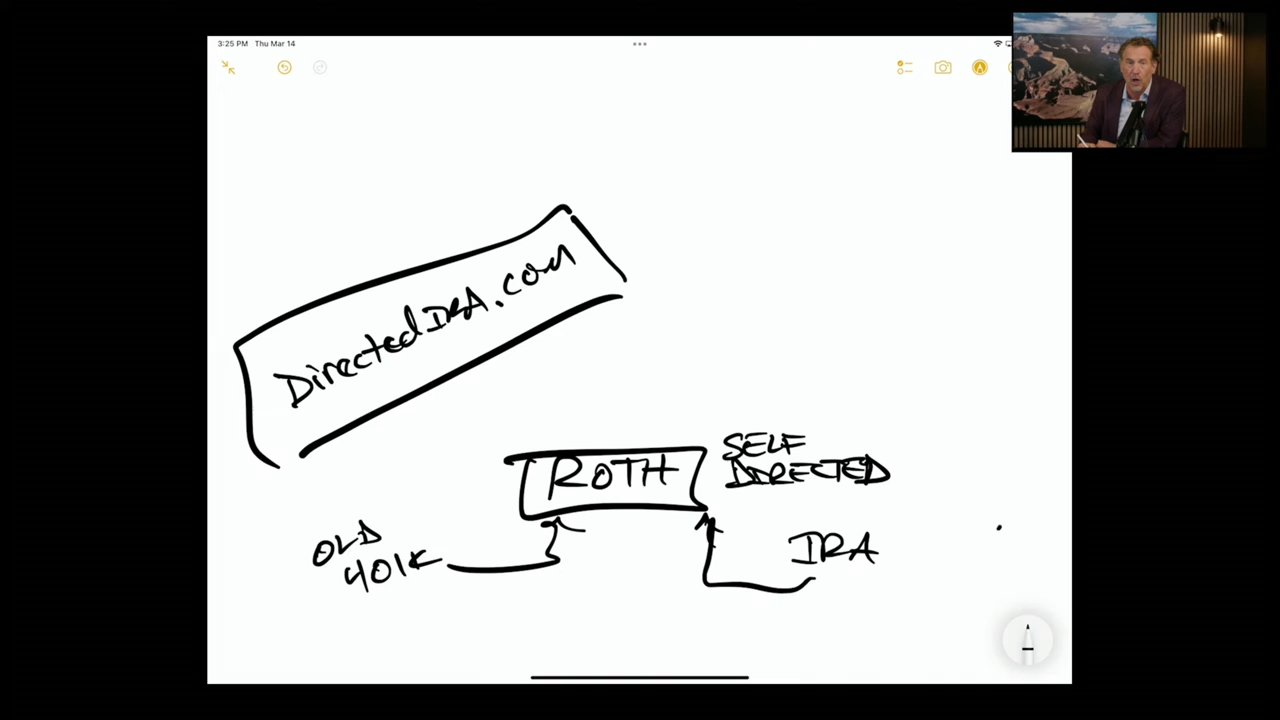 3:25 PM Thu Mar 14
DirectedIRA.com
ROTH
SELF
DIRECTED
OLD
401K
IRA